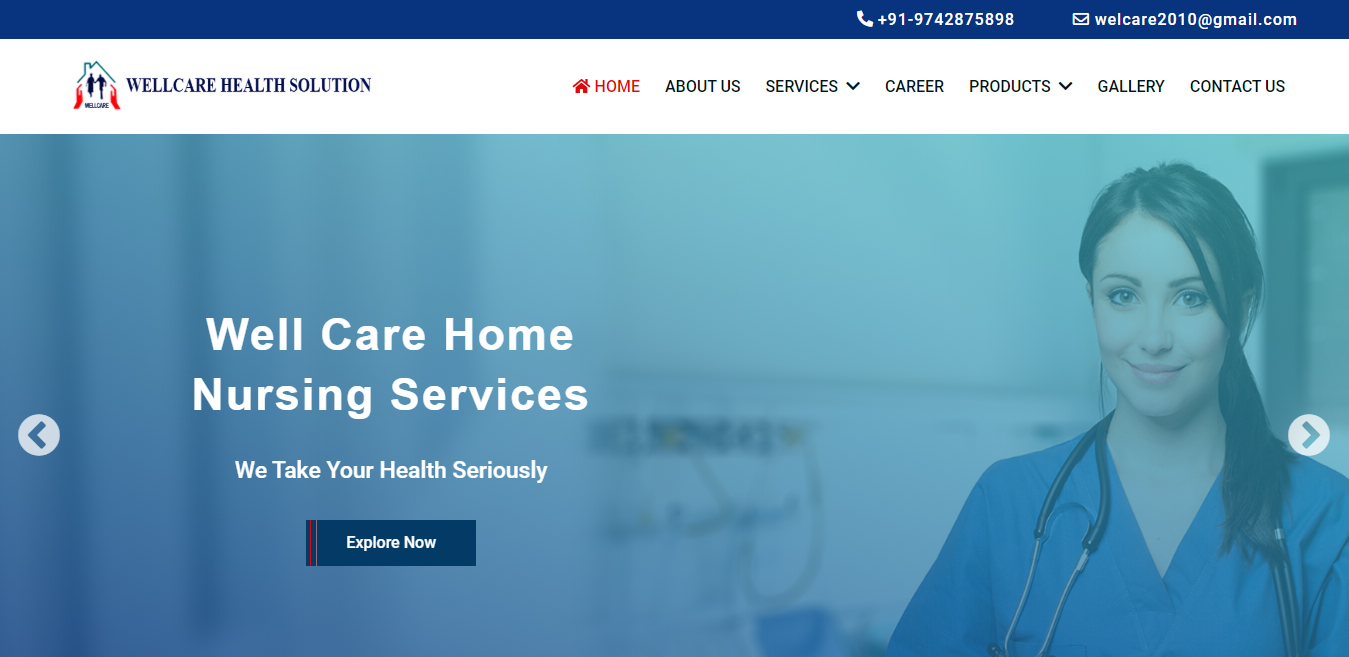 +91-9742875898 welcare2010@gmail.com
WELLCARE
WELLCARE HEALTH SOLUTION
HOME ABOUT US SERVICES CAREER PRODUCTS GALLERY CONTACT US
Well Care Home
Nursing Services
We Take Your Health Seriously
Explore Now